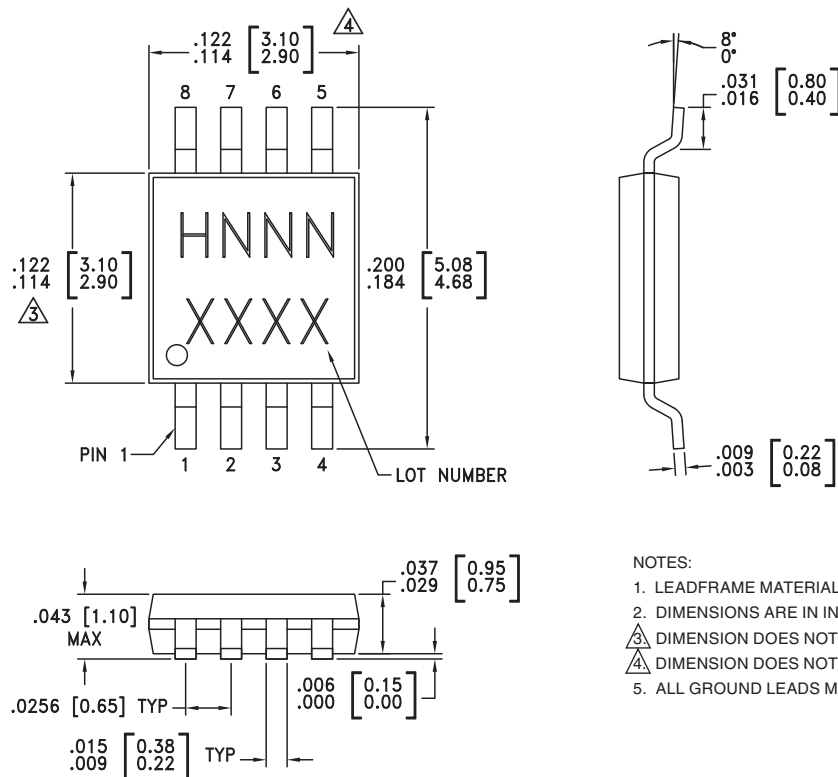 .122 [3.10]
.114 [2.90]
4
8 7 6 5
HNNN
XXXX
.122 [3.10]
.114 [2.90]
3
.200 [5.08]
.184 [4.68]
PIN 1
1 2 3 4
LOT NUMBER
8°
0°
.031 [0.80]
.016 [0.40]
.009 [0.22]
.003 [0.08]
.043 [1.10]
MAX
.037 [0.95]
.029 [0.75]
.0256 [0.65] TYP
.006 [0.15]
.000 [0.00]
.015 [0.38]
.009 [0.22]
TYP
NOTES:
1. LEADFRAME MATERIAL
2. DIMENSIONS ARE IN IN
3. DIMENSION DOES NOT
4. DIMENSION DOES NOT
5. ALL GROUND LEADS M